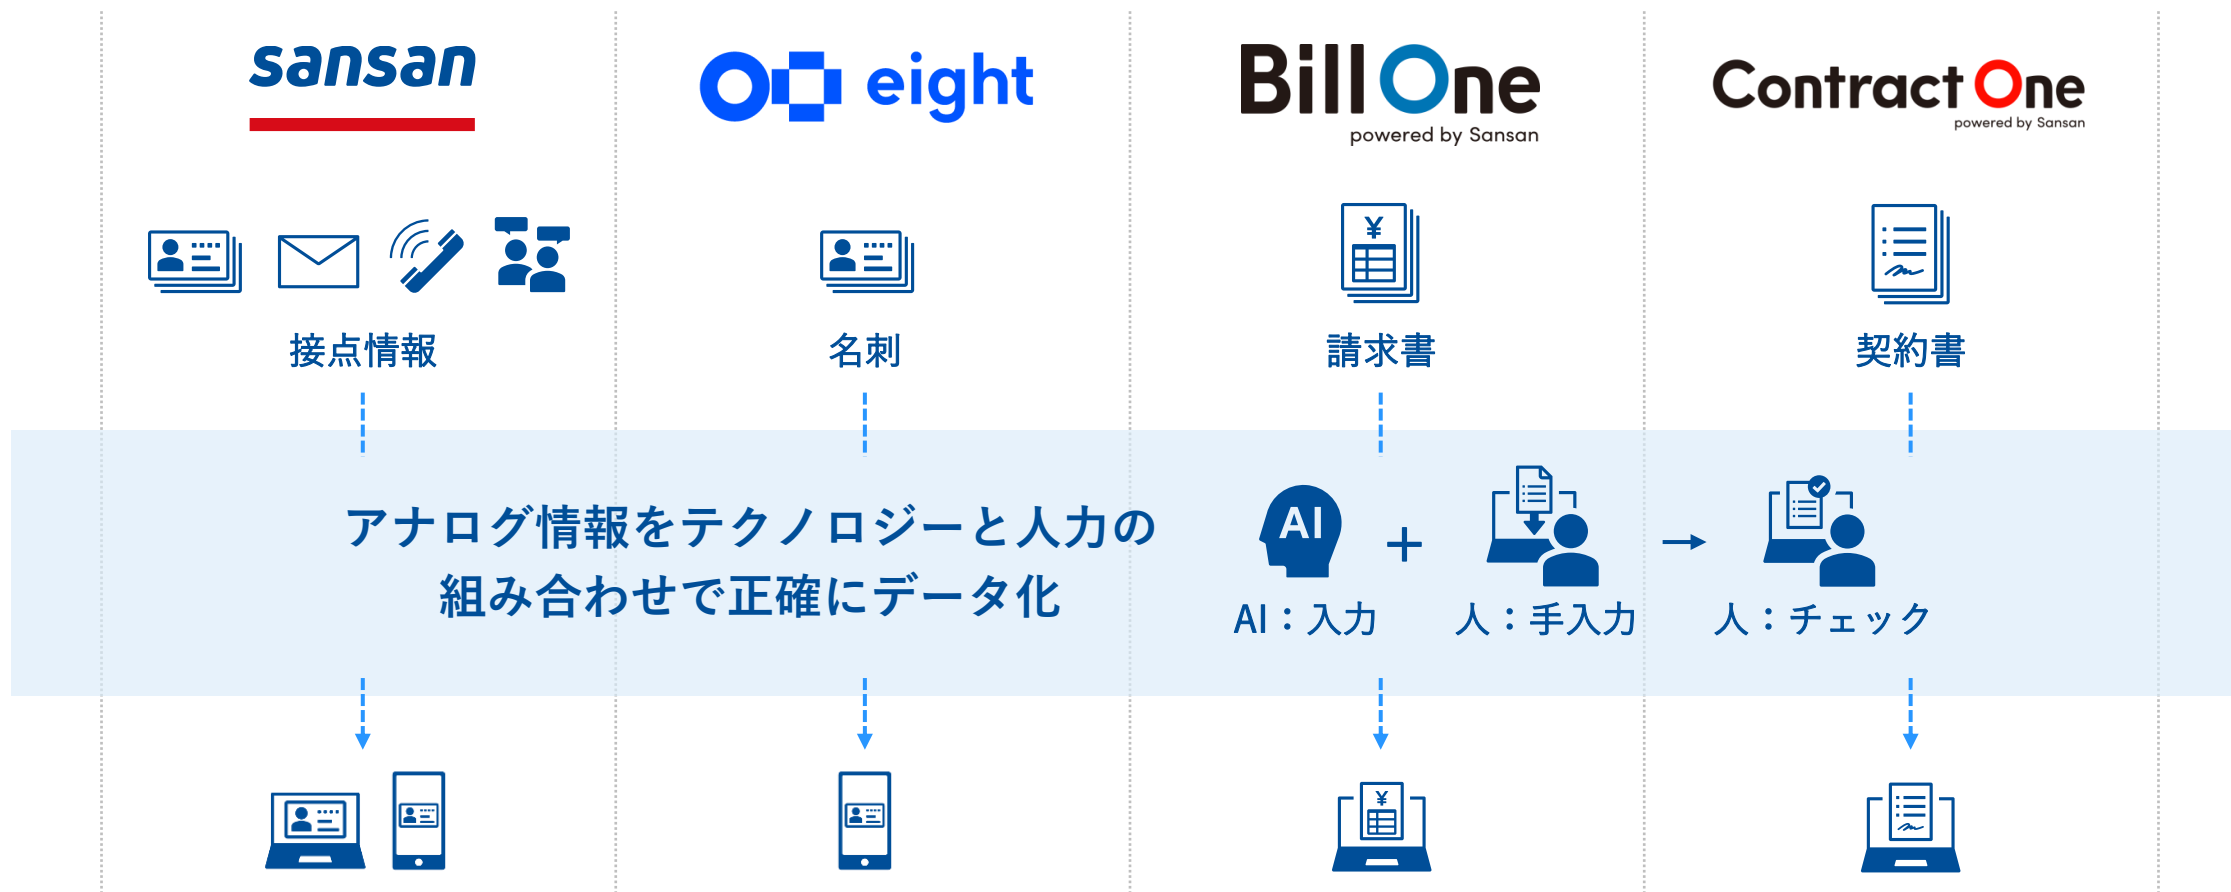 sansan
eight
Bill One
powered by Sansan
Contract One
powered by Sansan
¥
接点情報
名刺
請求書
契約書
アナログ情報をテクノロジーと人力の
組み合わせで正確にデータ化
AI
+
AI：入力
人：手入力
人：チェック
¥